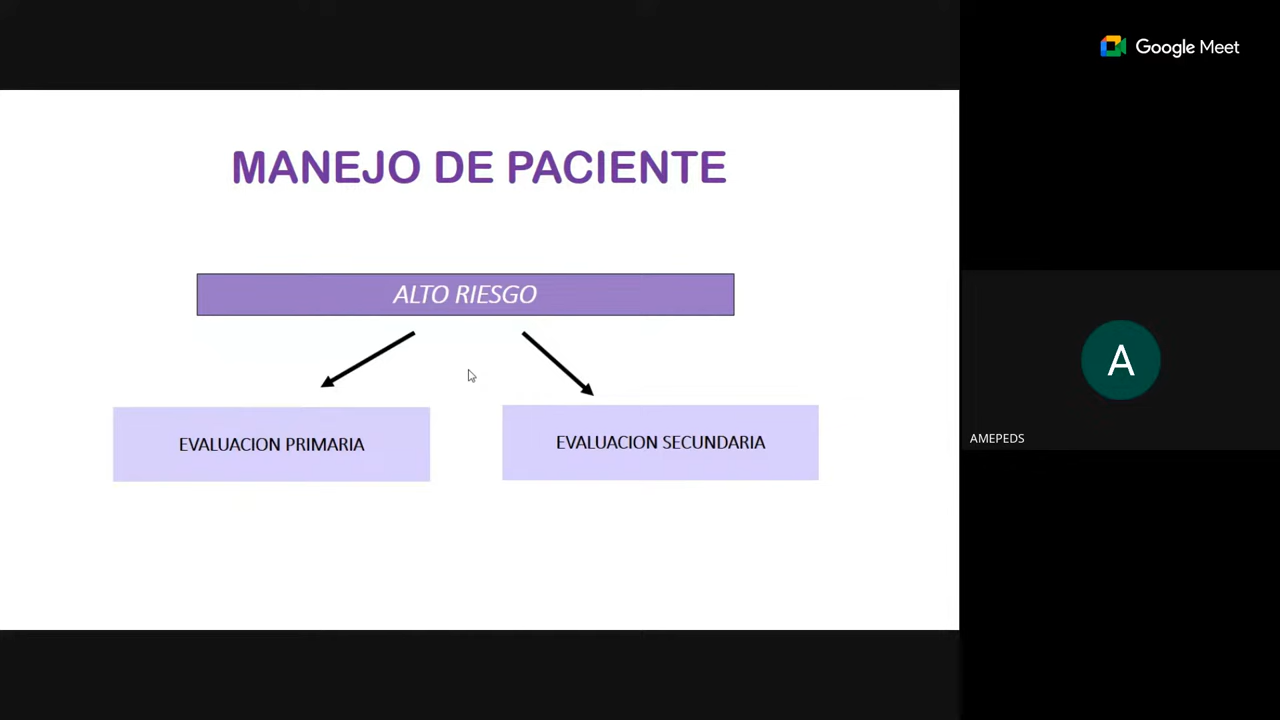 Google Meet
MANEJO DE PACIENTE
ALTO RIESGO
EVALUACION PRIMARIA
EVALUACION SECUNDARIA
A
AMEPEDS